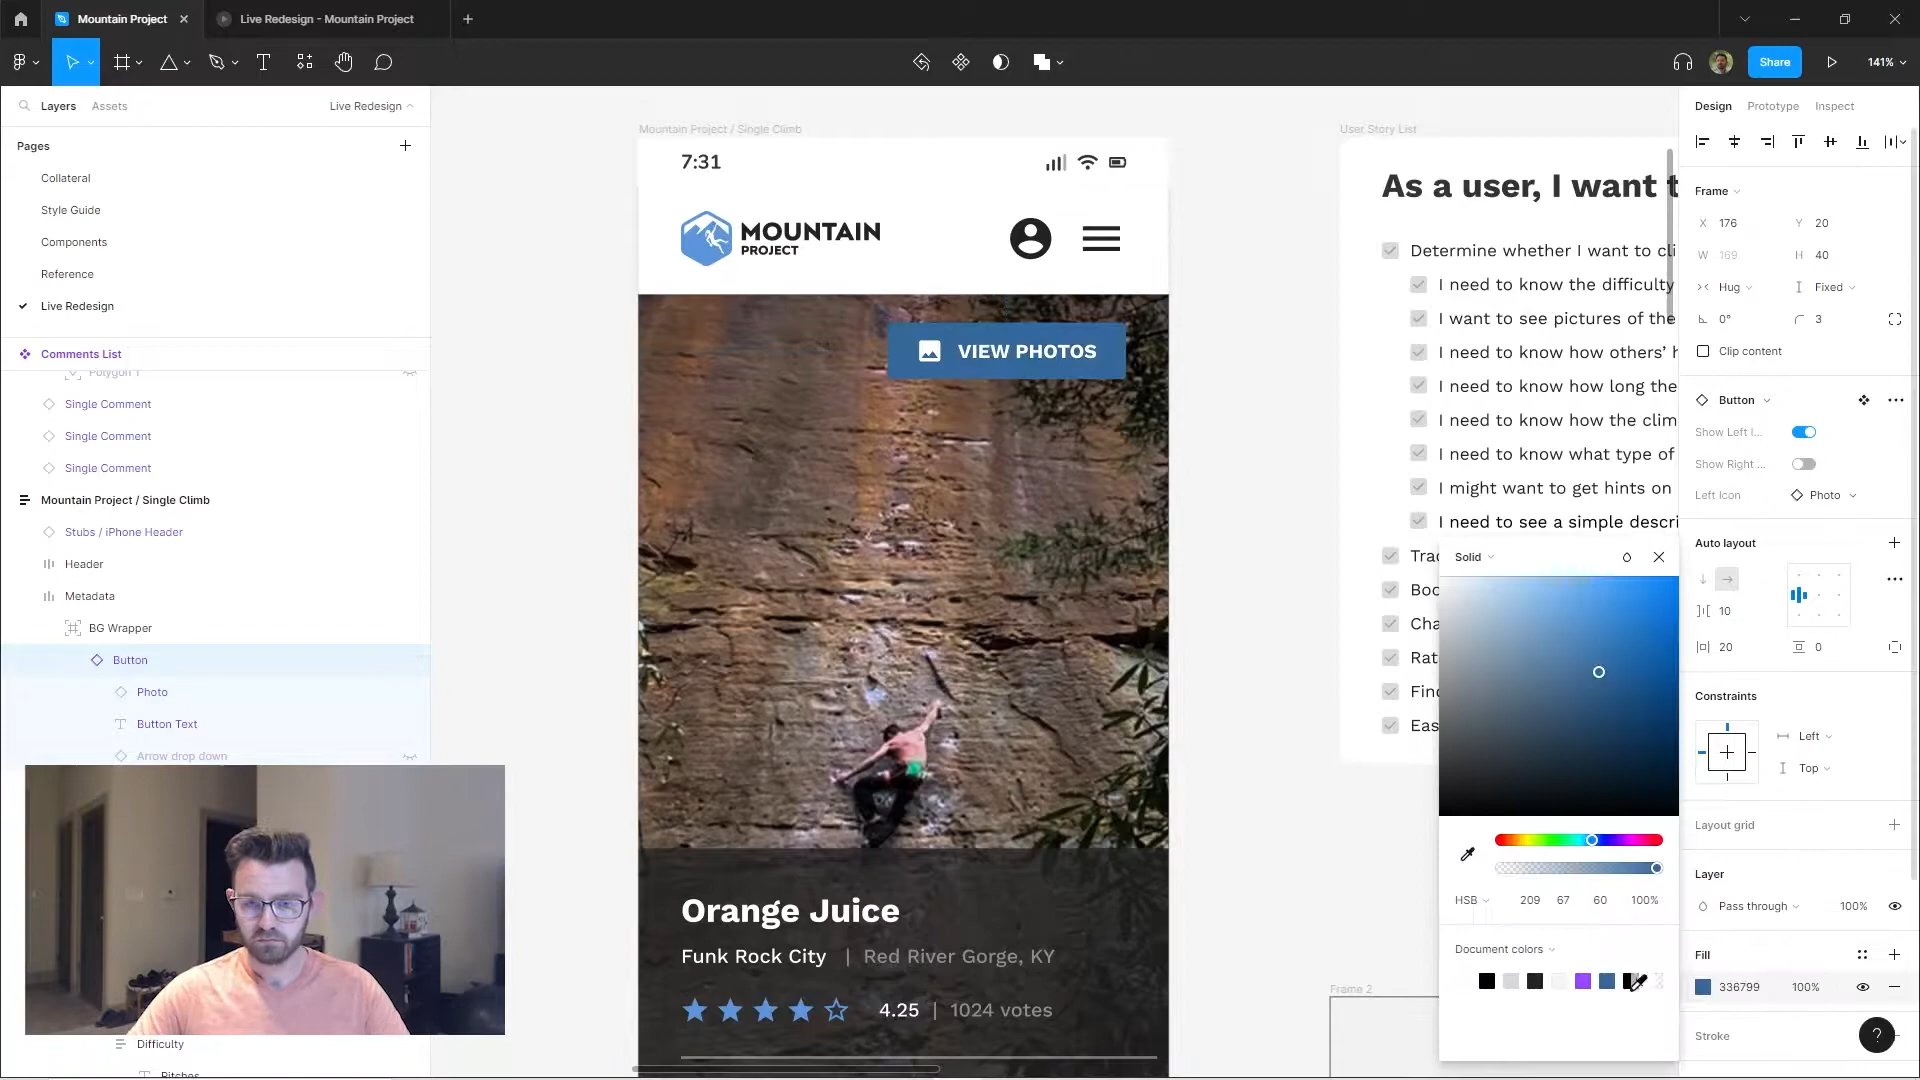 Mountain Project
Live Redesign - Mountain Project
Share
141%
Layers
Assets
Live Redesign
Pages
Collateral
Style Guide
Components
Reference
Live Redesign
Comments List
Polygon 1
Single Comment
Single Comment
Single Comment
Mountain Project / Single Climb
Stubs / iPhone Header
Header
Metadata
BG Wrapper
Button
Photo
Button Text
Arrow drop down
Difficulty
Pitches
Mountain Project / Single Climb
7:31
MOUNTAIN
PROJECT
VIEW PHOTOS
Orange Juice
Funk Rock City | Red River Gorge, KY
4.25 | 1024 votes
User Story List
As a user, I want t
Determine whether I want to cli
I need to know the difficulty
I want to see pictures of the
I need to know how others' h
I need to know how long the
I need to know how the clim
I need to know what type of
I might want to get hints on
I need to see a simple descri
Trac
Boo
Cha
Rat
Find
Eas
Frame 2
Solid
HSB 209 67 60 100%
Document colors
Design Prototype Inspect
Frame
X 176 Y 20
W 169 H 40
Hug Fixed
0° 3
Clip content
Button
Show Left I...
Show Right ...
Left Icon Photo
Auto layout
10
20 0
Constraints
Left
Top
Layout grid
Layer
Pass through 100%
Fill
336799 100%
Stroke
?